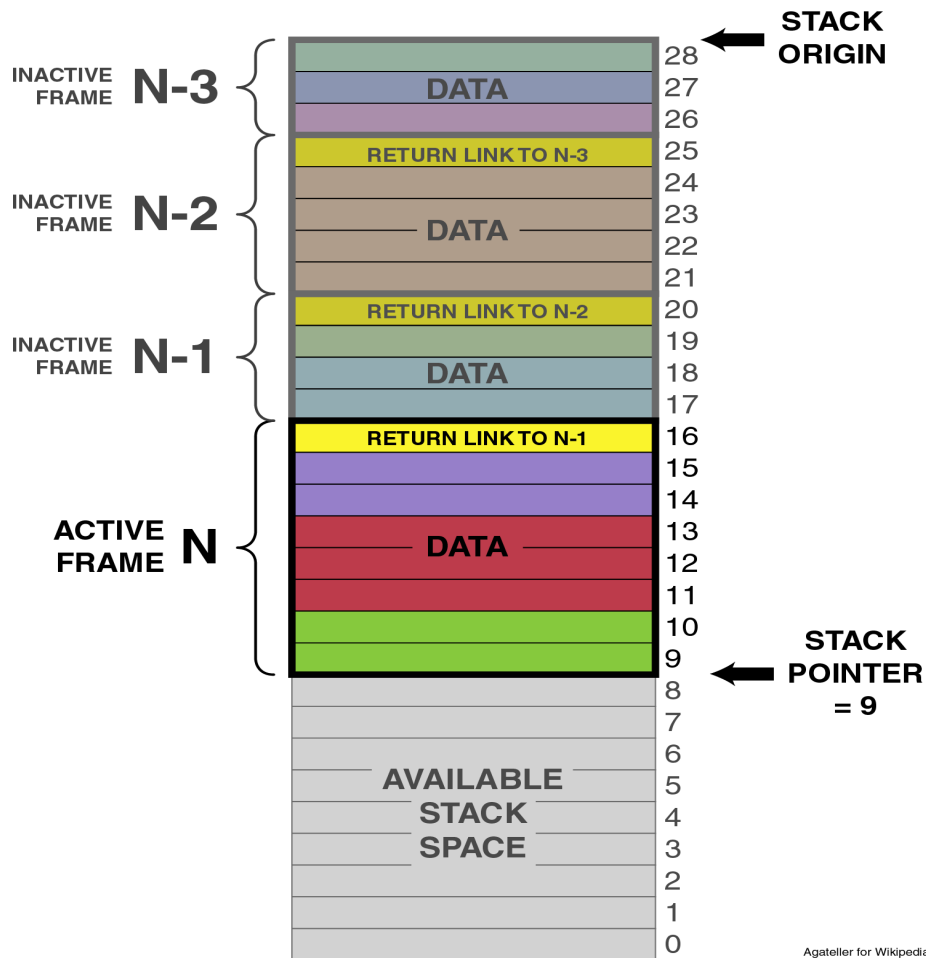 STACK
ORIGIN
28
INACTIVE
FRAME N-3
DATA
27
26
RETURN LINK TO N-3
25
24
INACTIVE
FRAME N-2
23
DATA
22
21
RETURN LINK TO N-2
20
19
INACTIVE
FRAME N-1
DATA
18
17
RETURN LINK TO N-1
16
15
14
13
ACTIVE
FRAME N
DATA
12
11
10
9
STACK
POINTER
= 9
8
7
6
AVAILABLE
STACK
SPACE
5
4
3
2
1
0
Agateller for Wikipedia